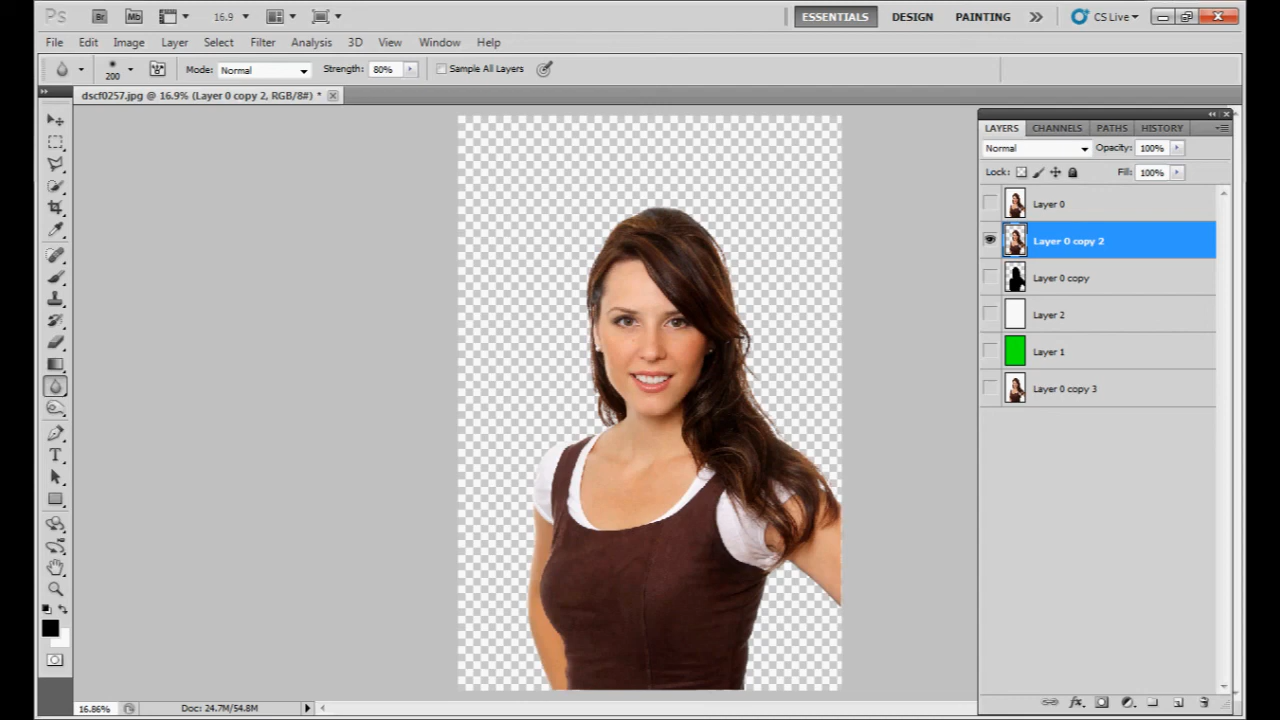 Ps Br Mb 16.9 ESSENTIALS DESIGN PAINTING CS Live
File Edit Image Layer Select Filter Analysis 3D View Window Help
200 Mode: Normal Strength: 80% Sample All Layers
dscf0257.jpg @ 16.9% (Layer 0 copy 2, RGB/8#) *
LAYERS CHANNELS PATHS HISTORY
Normal Opacity: 100%
Lock: Fill: 100%
Layer 0
Layer 0 copy 2
Layer 0 copy
Layer 2
Layer 1
Layer 0 copy 3
T
fx
16.86% Doc: 24.7M/54.8M